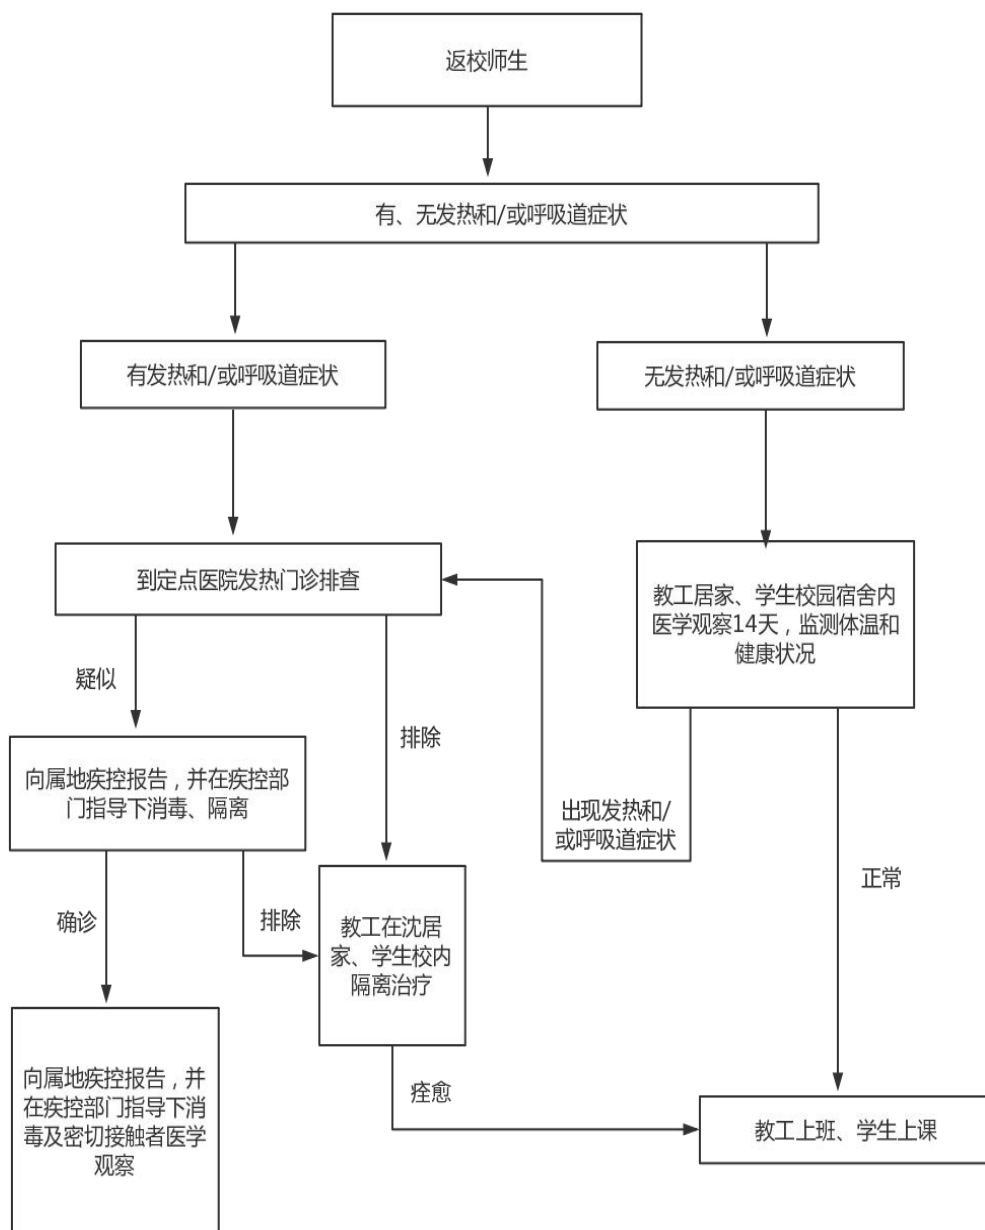 返校师生
有、无发热和/或呼吸道症状
有发热和/或呼吸道症状
无发热和/或呼吸道症状
到定点医院发热门诊排查
教工居家、学生校园宿舍内
医学观察14天，监测体温和
健康状况
疑似
排除
向属地疾控报告，并在疾控部
门指导下消毒、隔离
出现发热和/
或呼吸道症状
正常
确诊
排除
教工在沈居
家、学生校内
隔离治疗
向属地疾控报告，并
在疾控部门指导下消
毒及密切接触者医学
观察
痊愈
教工上班、学生上课